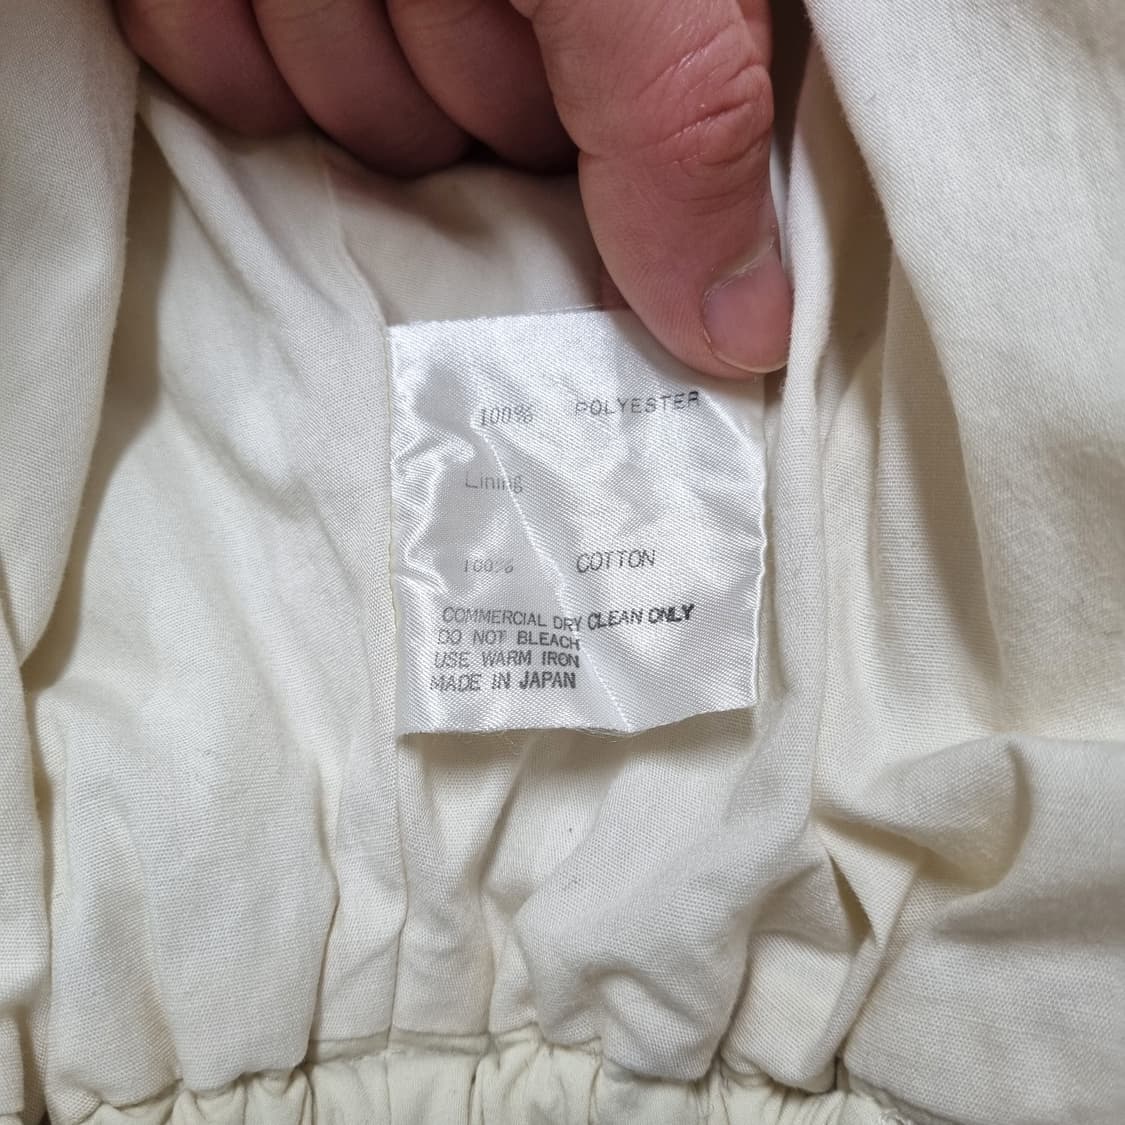 100% POLYESTER
Lining
100% COTTON
COMMERCIAL DRY CLEAN ONLY
DO NOT BLEACH
USE WARM IRON
MADE IN JAPAN